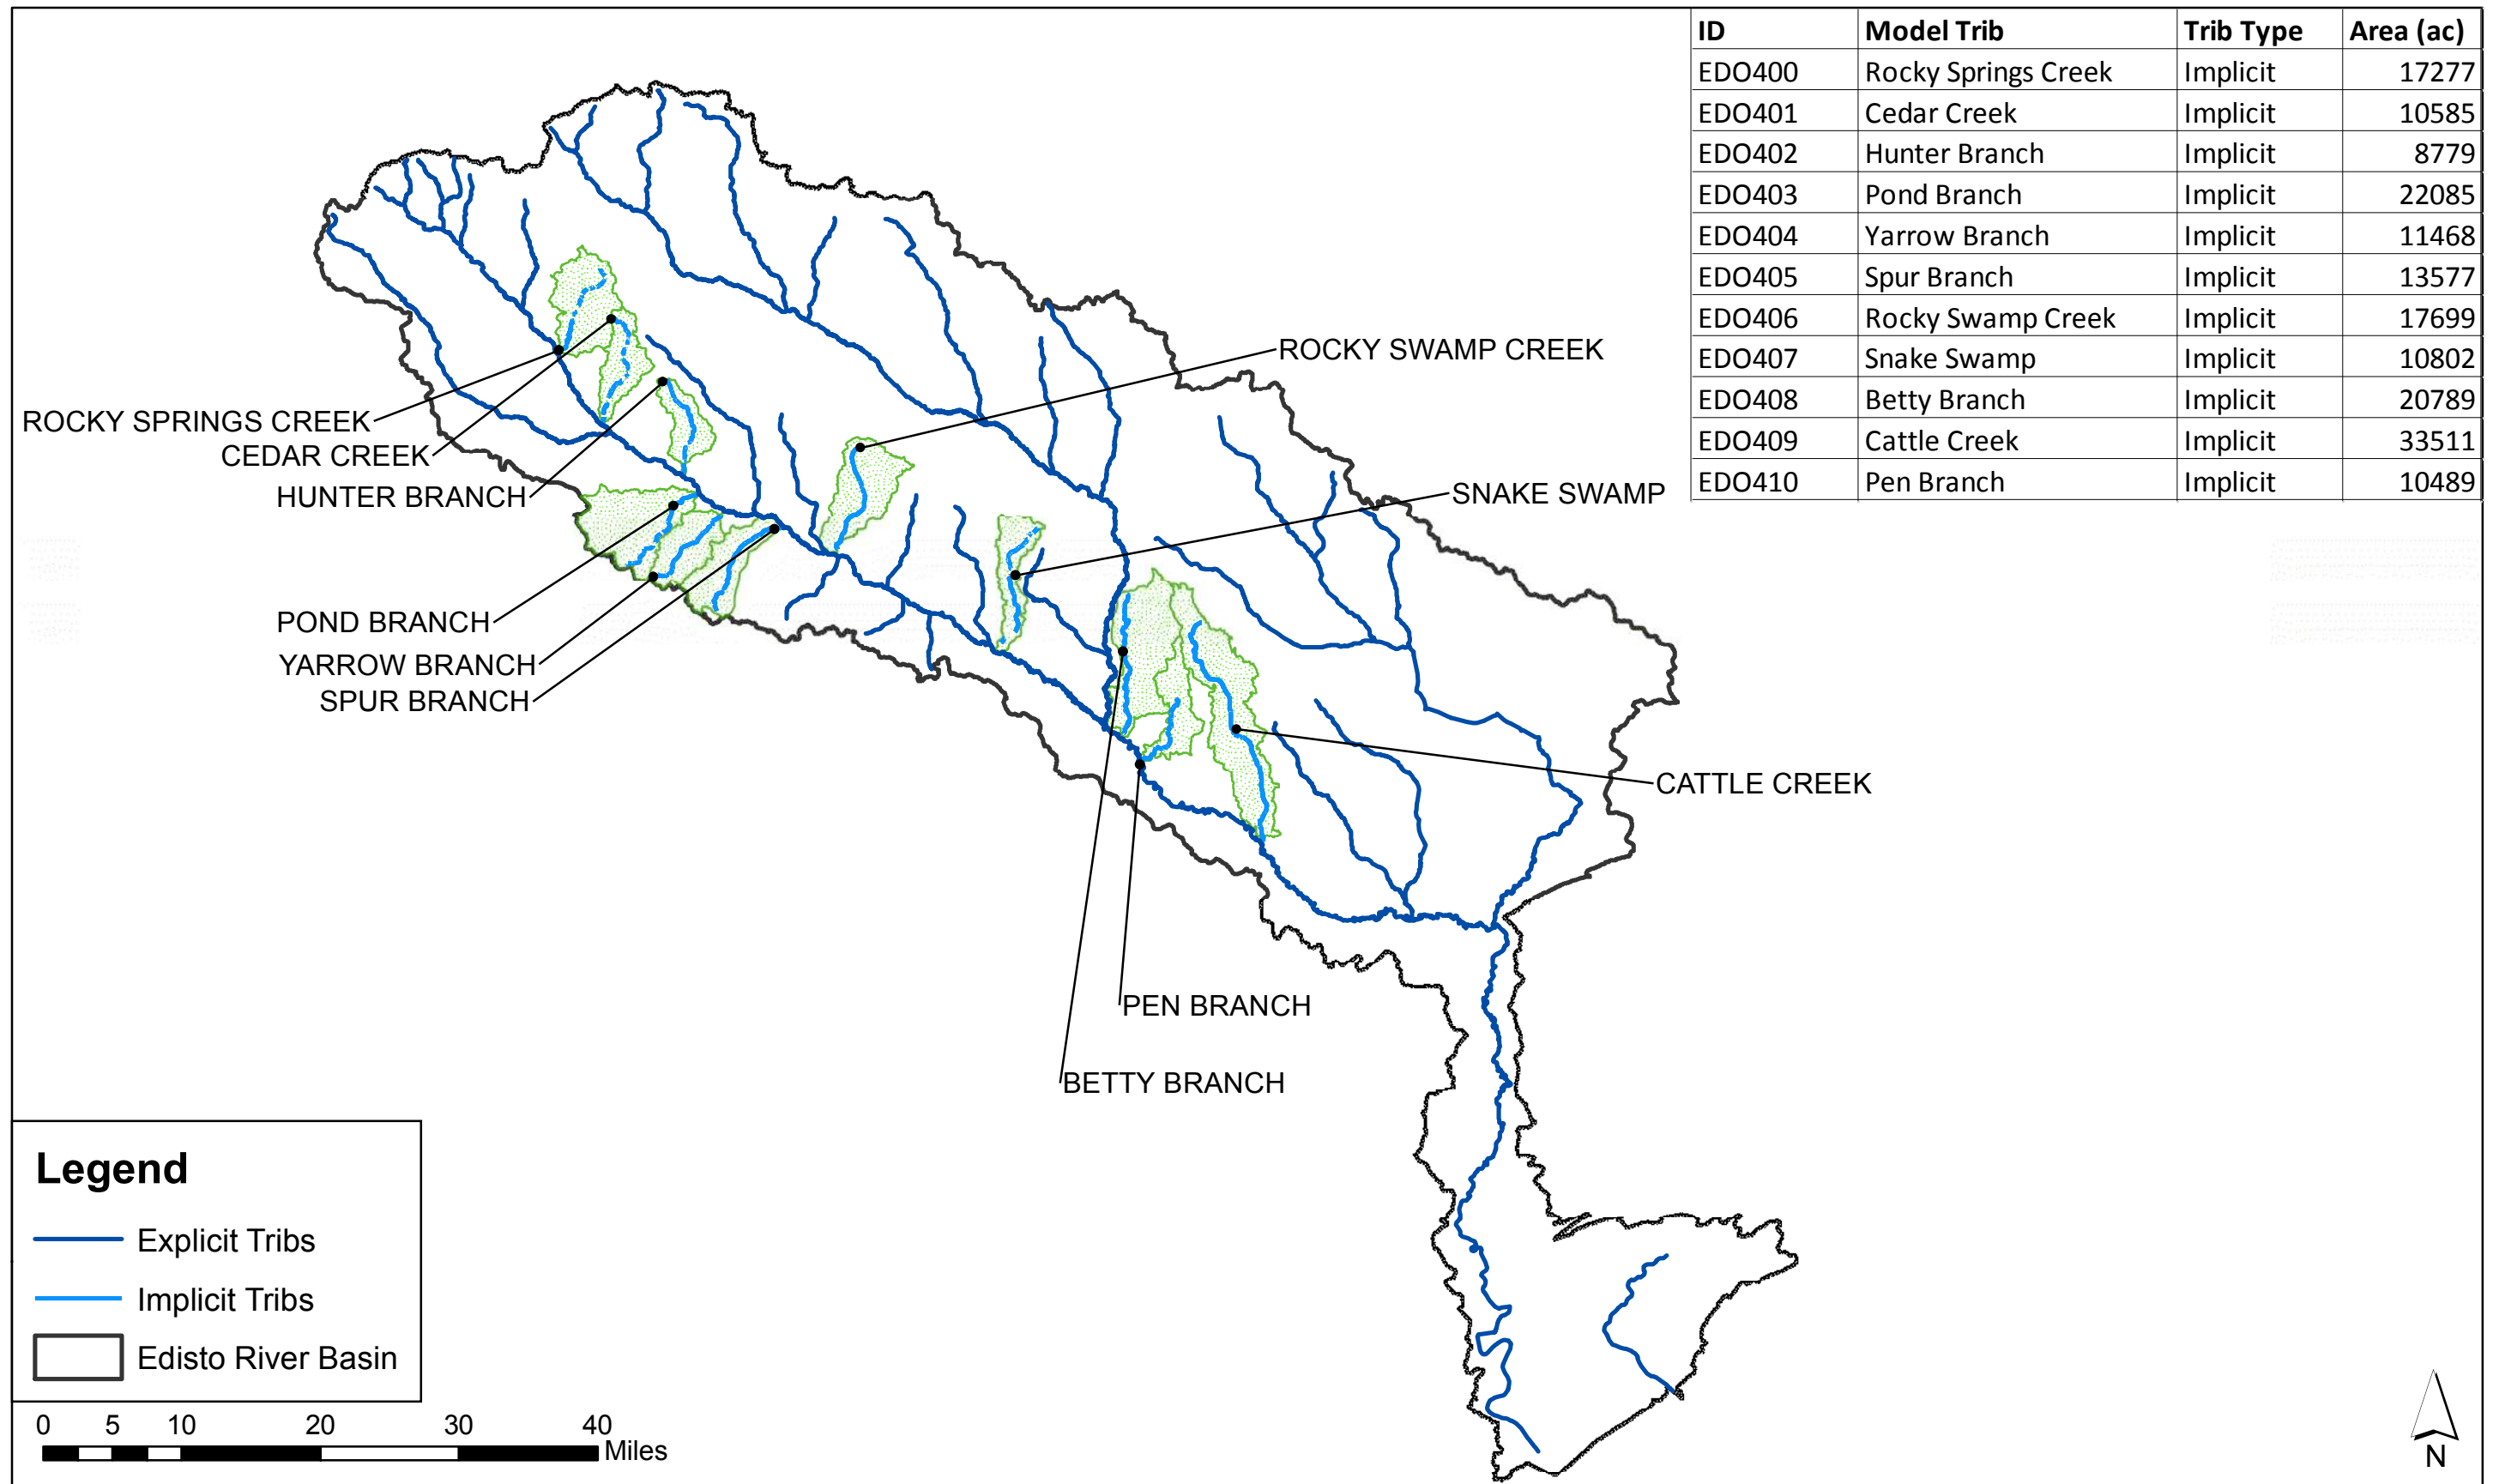 ID Model Trib Trib Type Area (ac)
EDO400 Rocky Springs Creek Implicit 17277
EDO401 Cedar Creek Implicit 10585
EDO402 Hunter Branch Implicit 8779
EDO403 Pond Branch Implicit 22085
EDO404 Yarrow Branch Implicit 11468
EDO405 Spur Branch Implicit 13577
EDO406 Rocky Swamp Creek Implicit 17699
EDO407 Snake Swamp Implicit 10802
EDO408 Betty Branch Implicit 20789
EDO409 Cattle Creek Implicit 33511
EDO410 Pen Branch Implicit 10489
ROCKY SWAMP CREEK
ROCKY SPRINGS CREEK
CEDAR CREEK
HUNTER BRANCH
SNAKE SWAMP
POND BRANCH
YARROW BRANCH
SPUR BRANCH
CATTLE CREEK
PEN BRANCH
BETTY BRANCH
Legend
Explicit Tribs
Implicit Tribs
Edisto River Basin
0 5 10 20 30 40
Miles
N